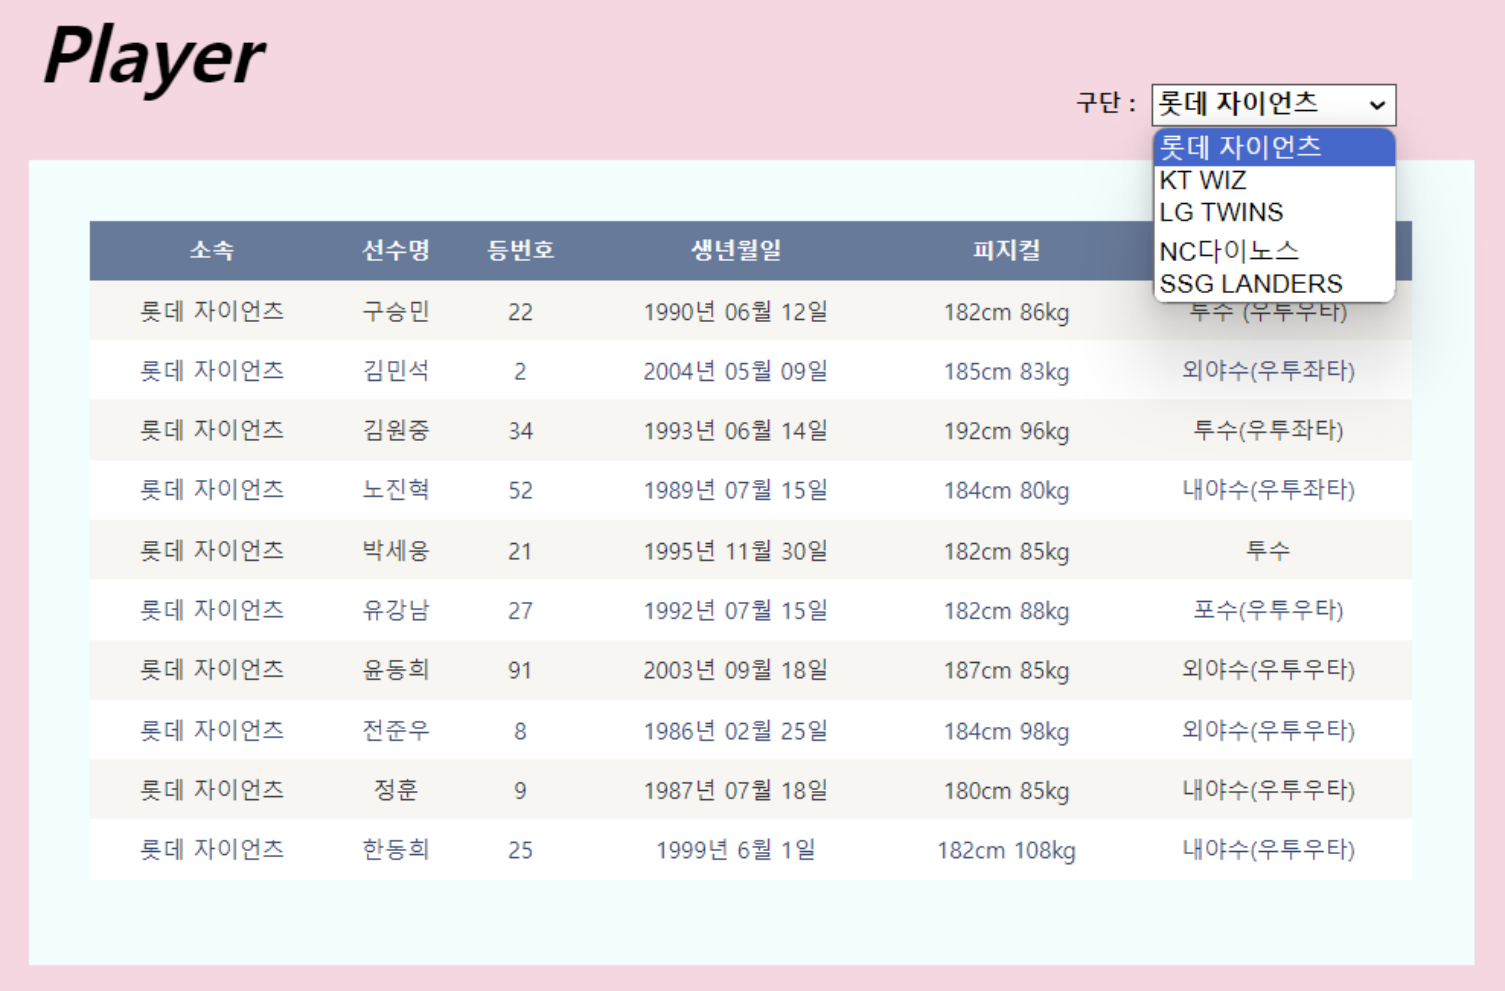 Player
구단 : 롯데 자이언츠
롯데 자이언츠
KT WIZ
LG TWINS
NC다이노스
SSG LANDERS
소속 선수명 등번호 생년월일 피지컬
롯데 자이언츠 구승민 22 1990년 06월 12일 182cm 86kg 투수 (우투우타)
롯데 자이언츠 김민석 2 2004년 05월 09일 185cm 83kg 외야수(우투좌타)
롯데 자이언츠 김원중 34 1993년 06월 14일 192cm 96kg 투수(우투좌타)
롯데 자이언츠 노진혁 52 1989년 07월 15일 184cm 80kg 내야수(우투좌타)
롯데 자이언츠 박세웅 21 1995년 11월 30일 182cm 85kg 투수
롯데 자이언츠 유강남 27 1992년 07월 15일 182cm 88kg 포수(우투우타)
롯데 자이언츠 윤동희 91 2003년 09월 18일 187cm 85kg 외야수(우투우타)
롯데 자이언츠 전준우 8 1986년 02월 25일 184cm 98kg 외야수(우투우타)
롯데 자이언츠 정훈 9 1987년 07월 18일 180cm 85kg 내야수(우투우타)
롯데 자이언츠 한동희 25 1999년 6월 1일 182cm 108kg 내야수(우투우타)